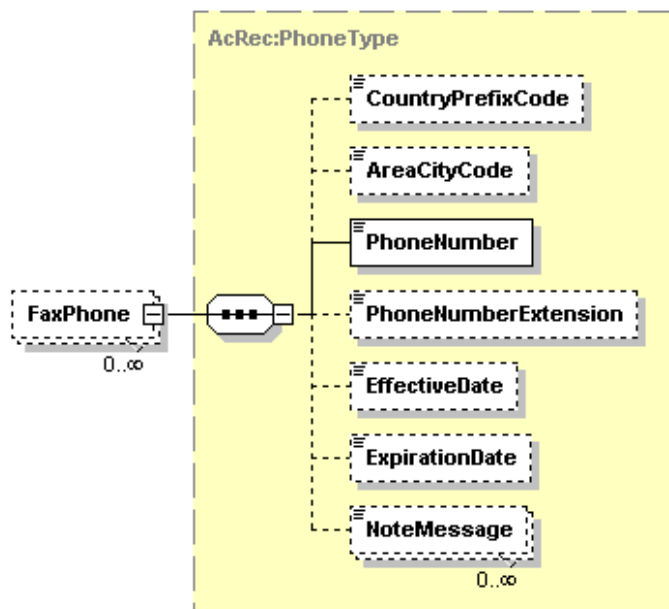 AcRec:PhoneType
CountryPrefixCode
AreaCityCode
PhoneNumber
FaxPhone
0..∞
PhoneNumberExtension
EffectiveDate
ExpirationDate
NoteMessage
0..∞